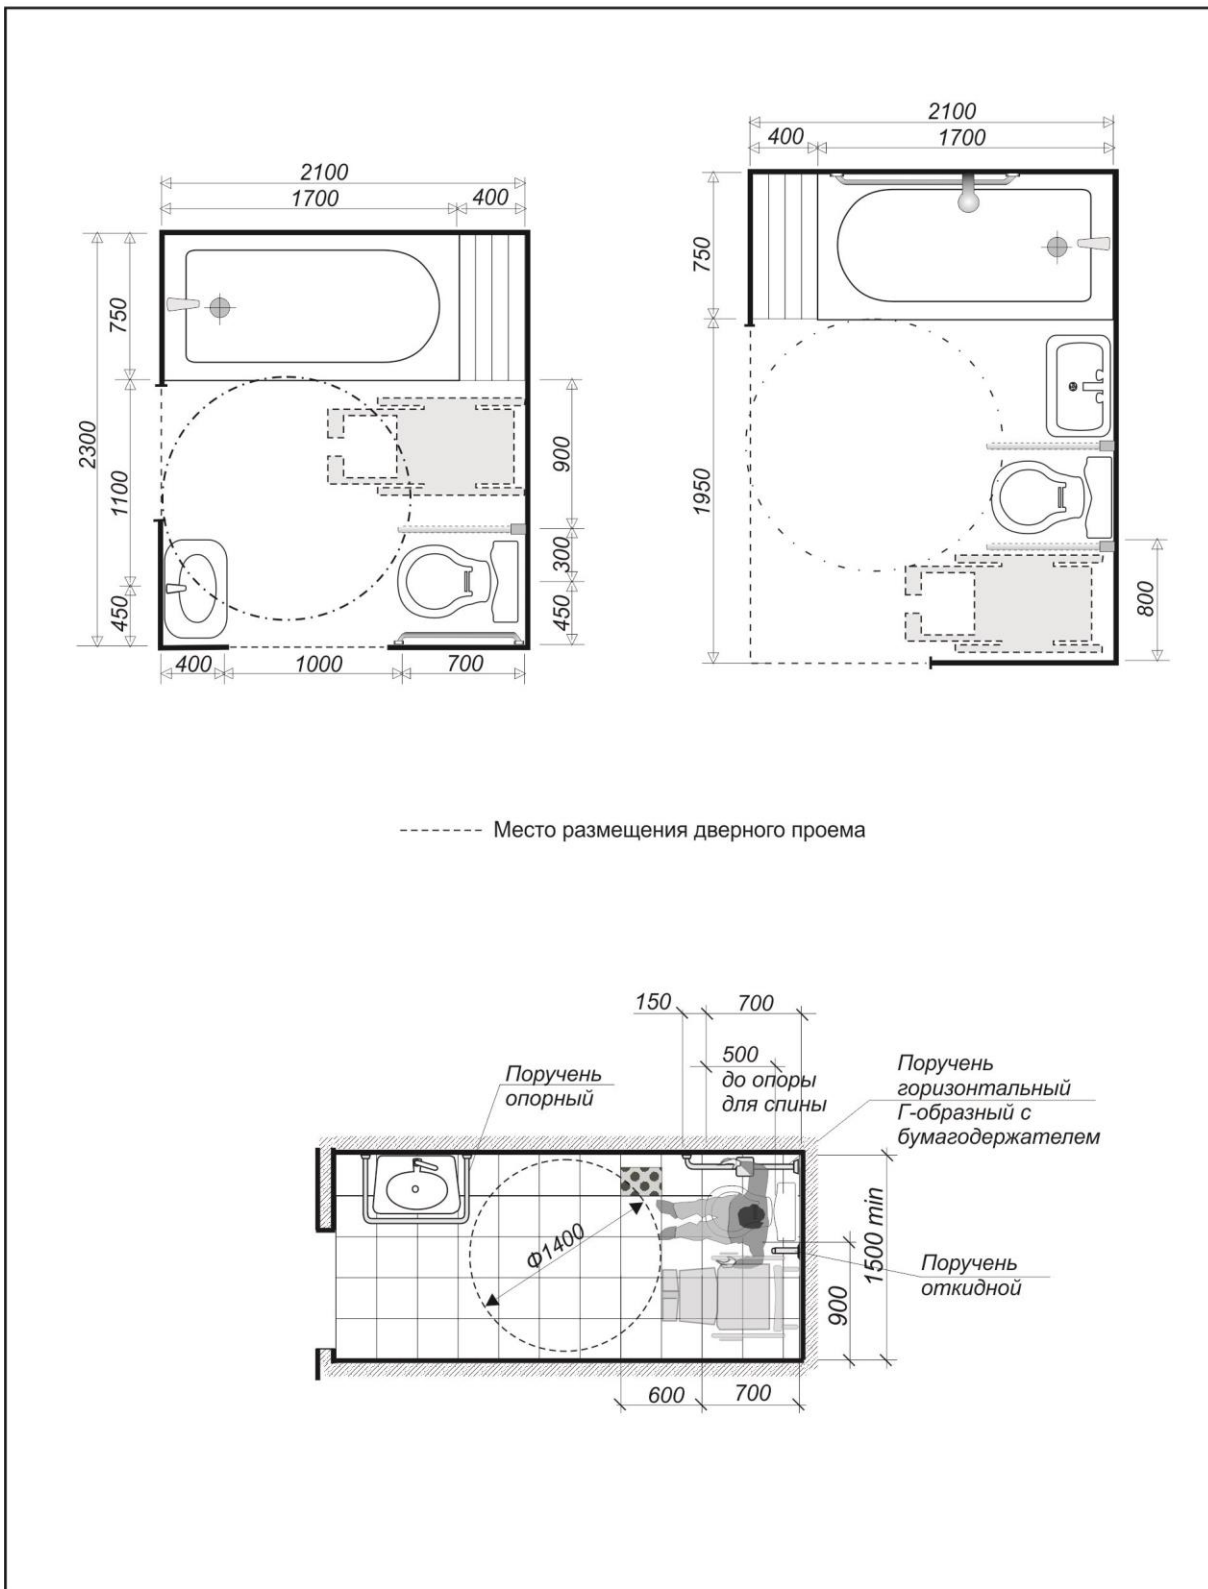 2100
1700
400
2300
750
1100
450
900
300
450
400
1000
700
2100
400
1700
750
1950
800
Место размещения дверного проема
150
700
500
до опоры
для спины
Поручень
опорный
Поручень
горизонтальный
Г-образный с
бумагодержателем
Ф1400
1500 min
900
Поручень
откидной
600
700